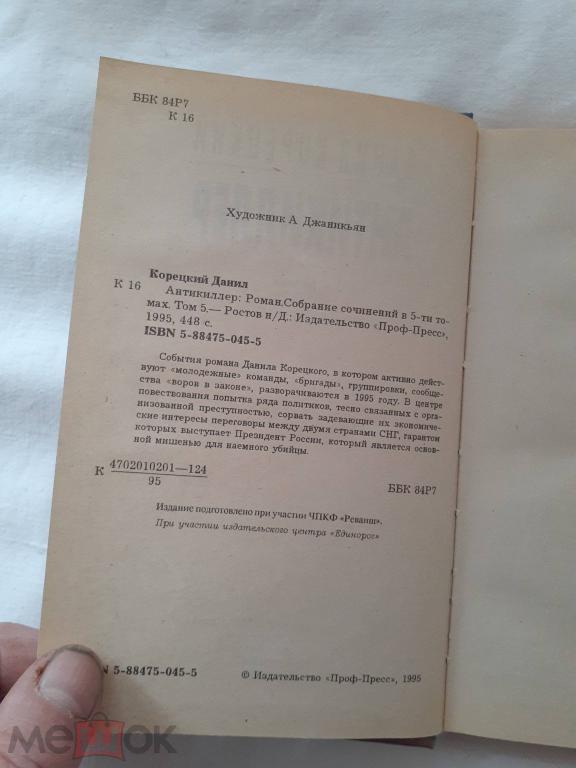 ББК 84Р7
К 16
Художник А Джаникьян
Корецкий Данил
К 16 Антикиллер: Роман.Собрание сочинений в 5-ти то-
мах. Том 5.— Ростов н/Д.: Издательство «Проф-Пресс»,
1995, 448 с.
ISBN 5-88475-045-5
События романа Данила Корецкого, в котором активно дейст-
вуют «молодежные» команды, «бригады», группировки, сообще-
ства «воров в законе», разворачиваются в 1995 году. В центре
повествования попытка ряда политиков, тесно связанных с орга-
низованной преступностью, сорвать задевающие их экономиче-
ские интересы переговоры между двумя странами СНГ, гарантом
которых выступает Президент России, который является основ-
ной мишенью для наемного убийцы.
К 4702010201—124
95
ББК 84Р7
Издание подготовлено при участии ЧПКФ «Реванш».
При участии издательского центра «Единорог»
N 5-88475-045-5
© Издательство «Проф-Пресс», 1995
мешок